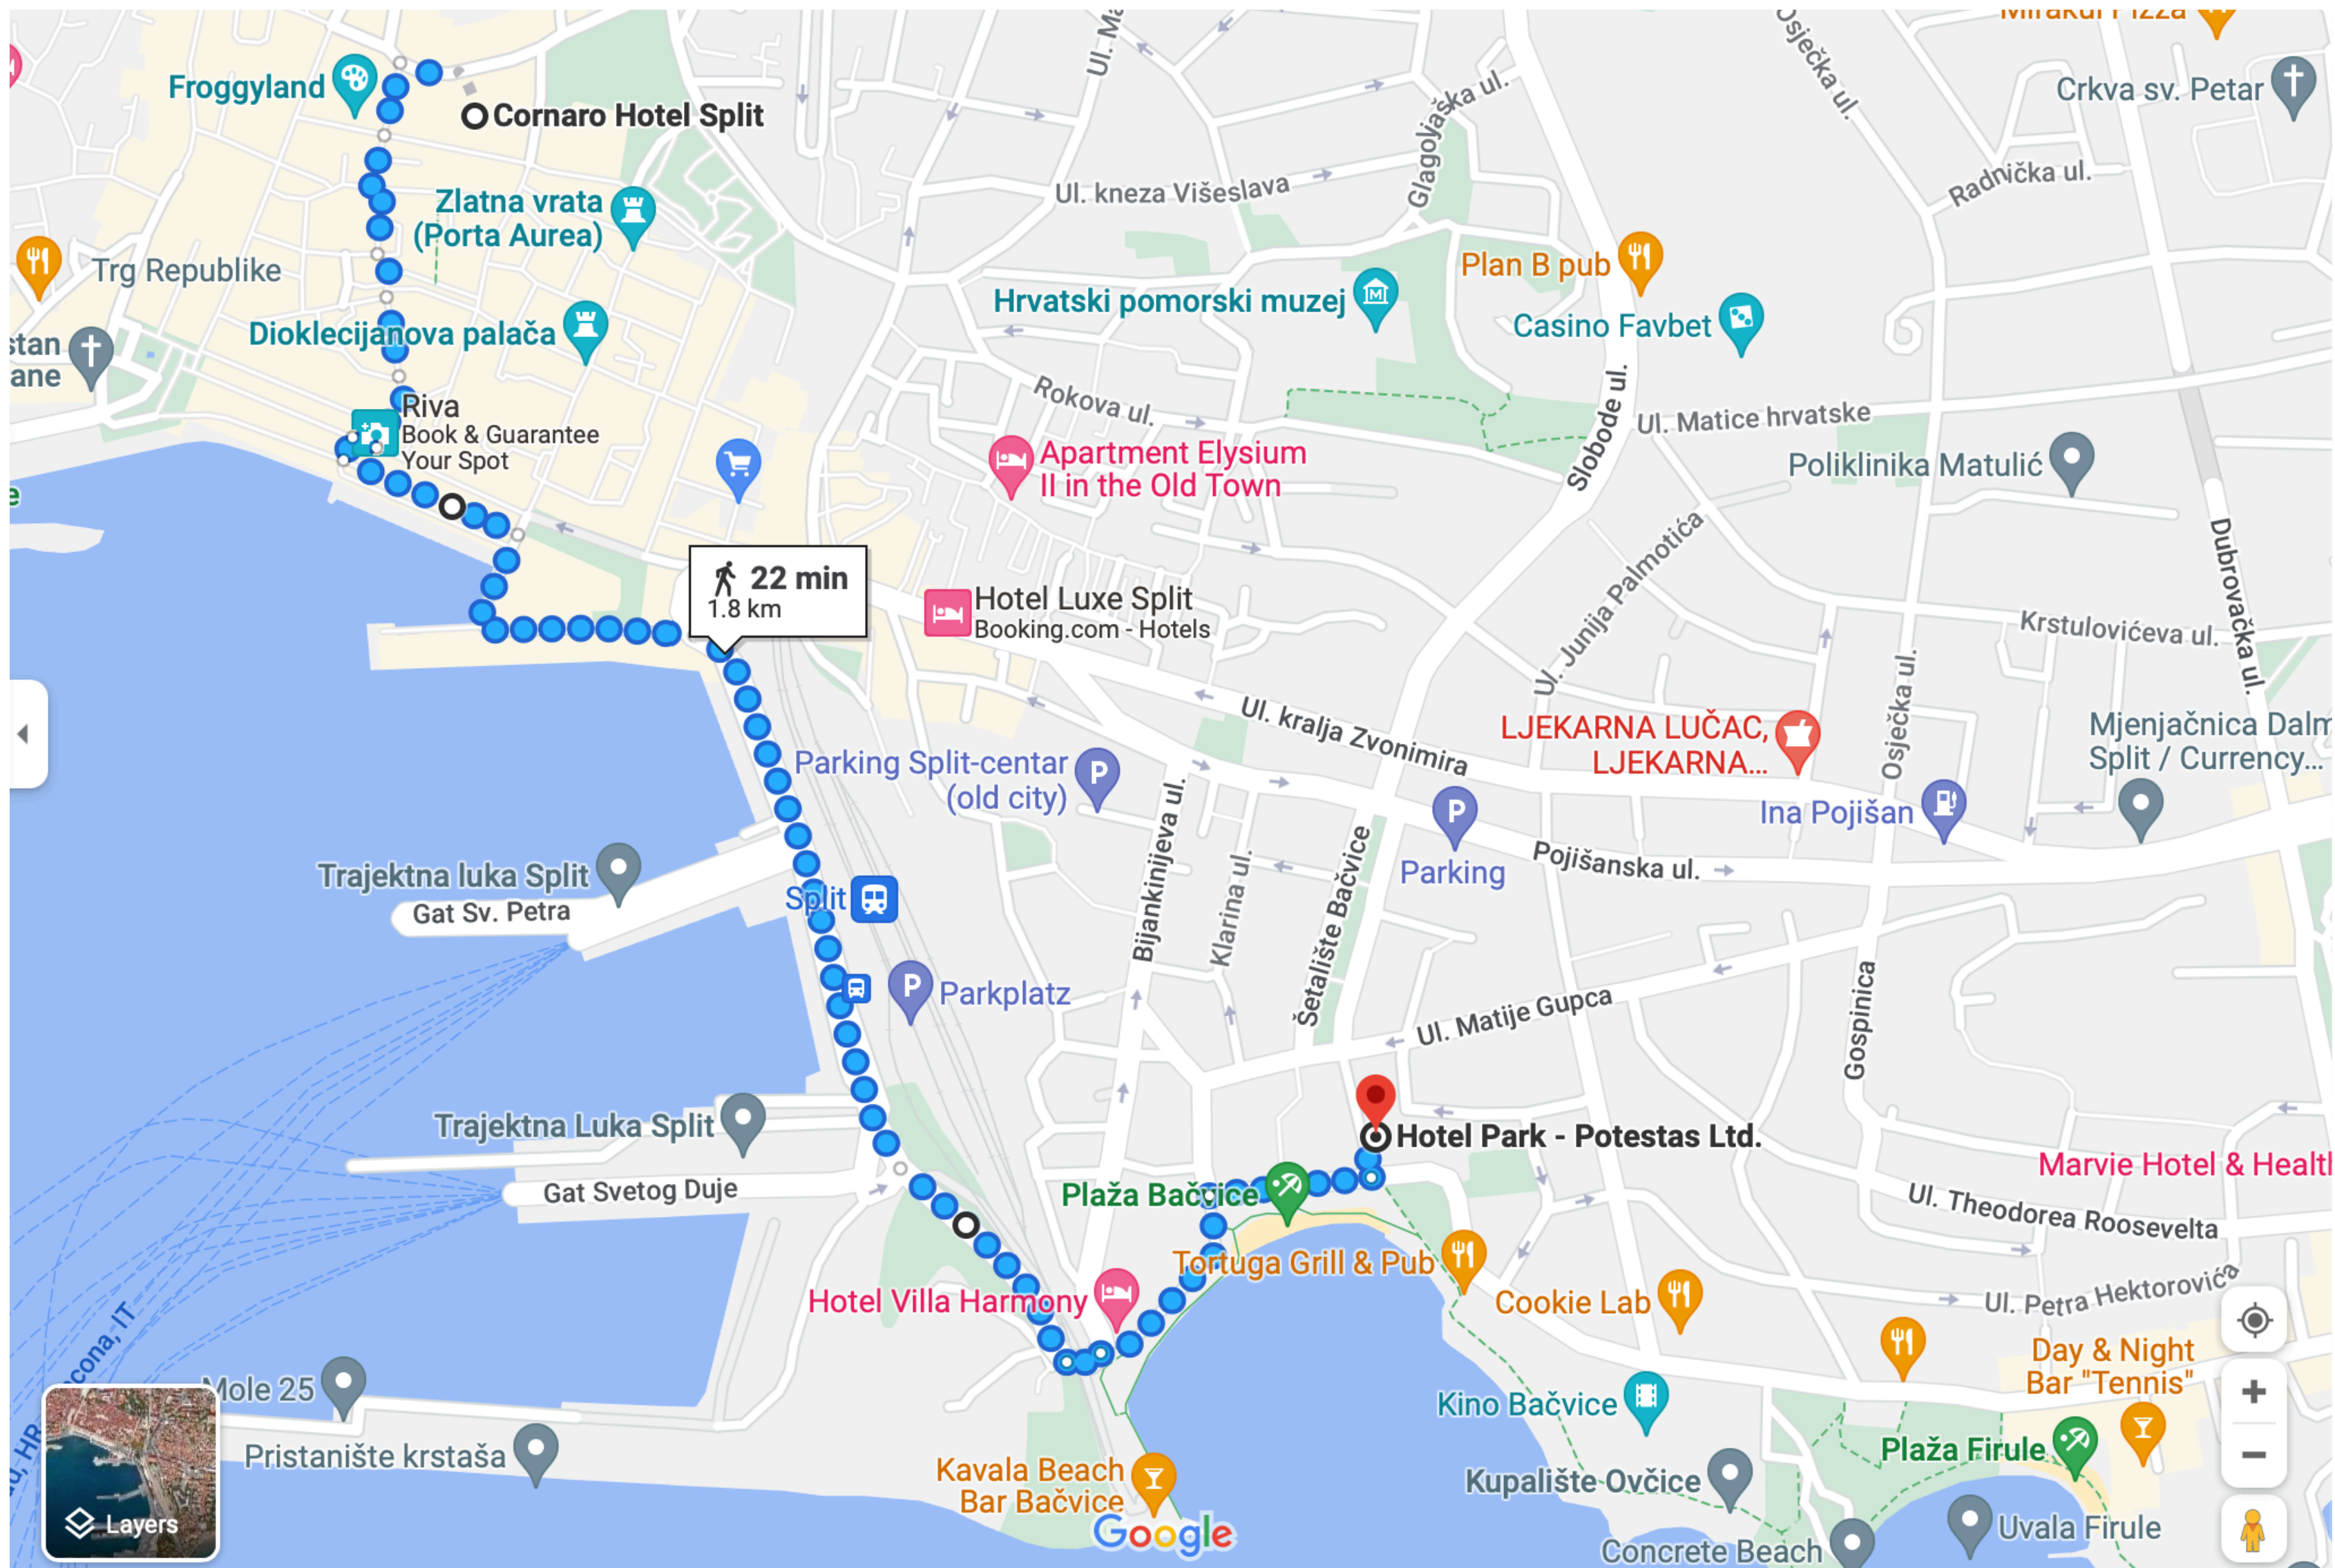 Mirakul Pizza
Froggyland
Cornaro Hotel Split
Ul. Ma
Glagoljaška ul.
Osječka ul.
Crkva sv. Petar
Zlatna vrata
(Porta Aurea)
Ul. kneza Višeslava
Radnička ul.
Trg Republike
Plan B pub
Hrvatski pomorski muzej
Casino Favbet
Dioklecijanova palača
stan
ane
Rokova ul.
Slobode ul.
Ul. Matice hrvatske
Riva
Book & Guarantee
Your Spot
Apartment Elysium
II in the Old Town
Poliklinika Matulić
e
Ul. Junija Palmotića
Dubrovačka ul.
22 min
1.8 km
Hotel Luxe Split
Booking.com - Hotels
Krstulovićeva ul.
Ul. kralja Zvonimira
LJEKARNA LUČAC,
LJEKARNA...
Osječka ul.
Mjenjačnica Dalm
Split / Currency...
Parking Split-centar
(old city)
P
P
Ina Pojišan
Parking
Pojišanska ul.
Bijankinijeva ul.
Klarina ul.
Šetalište Bačvice
Trajektna luka Split
Gat Sv. Petra
Split
P
Parkplatz
Ul. Matije Gupca
Gospinica
Trajektna Luka Split
Hotel Park - Potestas Ltd.
Marvie Hotel & Health
Gat Svetog Duje
Plaža Bačvice
Ul. Theodorea Roosevelta
Tortuga Grill & Pub
Hotel Villa Harmony
Cookie Lab
Ul. Petra Hektorovića
cona, IT
Day & Night
Bar "Tennis"
Mole 25
Kino Bačvice
Plaža Firule
Pristanište krstaša
Kavala Beach
Bar Bačvice
Kupalište Ovčice
HR
Layers
Google
Uvala Firule
Concrete Beach